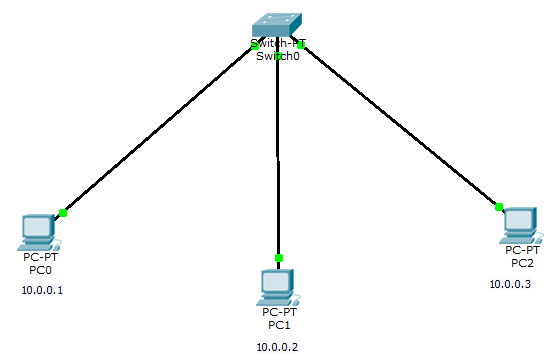 Switch-PT
Switch0
PC-PT
PC0
10.0.0.1
PC-PT
PC1
10.0.0.2
PC-PT
PC2
10.0.0.3